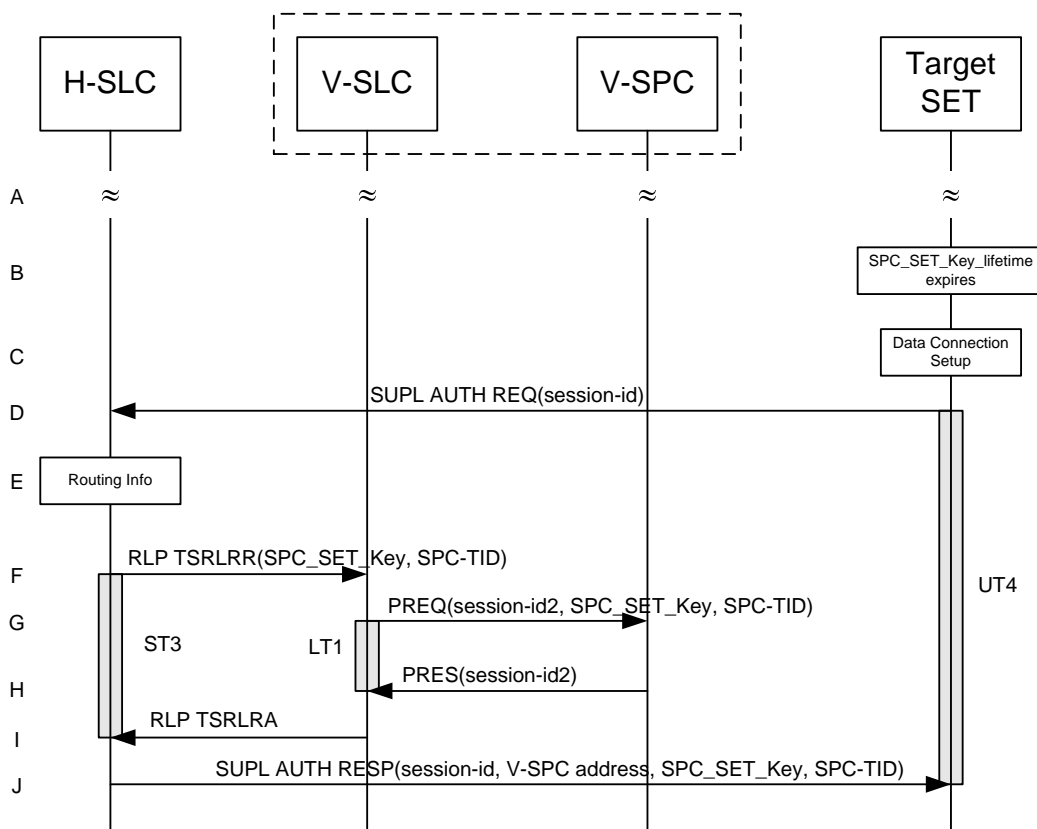 H-SLC
V-SLC
V-SPC
Target
SET
A
≈ ≈ ≈ ≈
B
SPC_SET_Key_lifetime
expires
C
Data Connection
Setup
D
SUPL AUTH REQ(session-id)
E
Routing Info
F
RLP TSRLRR(SPC_SET_Key, SPC-TID)
UT4
G
PREQ(session-id2, SPC_SET_Key, SPC-TID)
ST3
LT1
H
PRES(session-id2)
I
RLP TSRLRA
J
SUPL AUTH RESP(session-id, V-SPC address, SPC_SET_Key, SPC-TID)